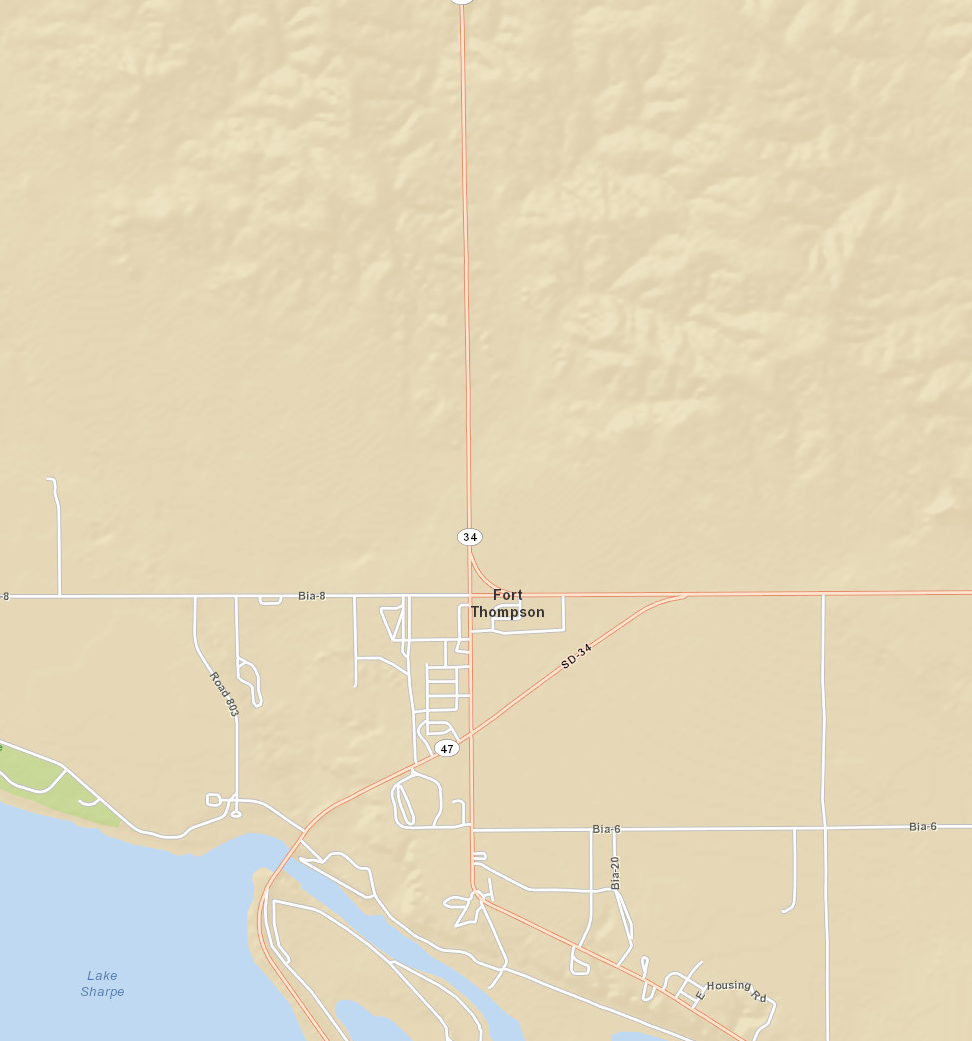 34
-8
Bia-8
Fort
Thompson
SD-34
Road 803
47
e
Bia-6
Bia-6
Bia-20
Lake
Sharpe
E Housing Rd